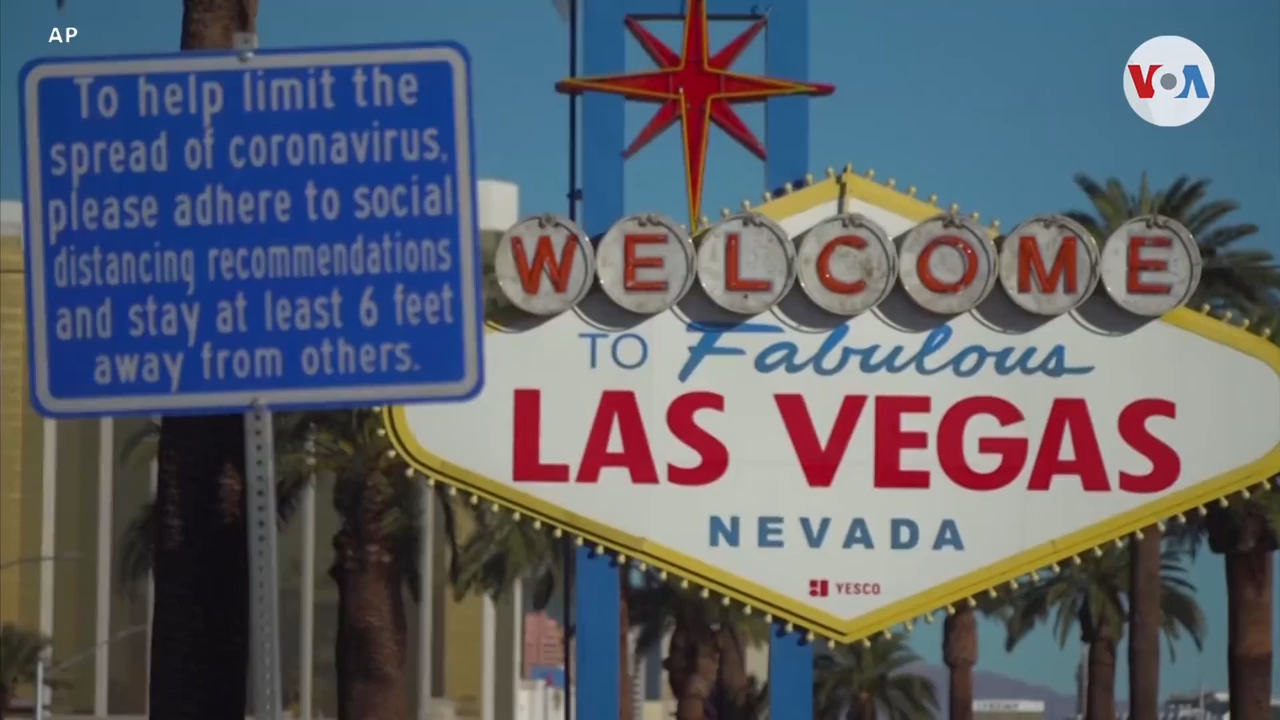 AP
VOA
To help limit the
spread of coronavirus,
please adhere to social
distancing recommendations
and stay at least 6 feet
away from others.
WELCOME
TO Fabulous
LAS VEGAS
NEVADA
YESCO